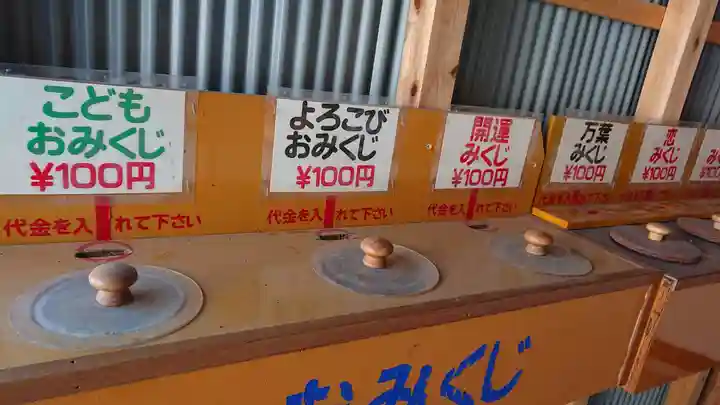 こども
おみくじ
¥100円
代金を入れて下さい
よろこび
おみくじ
¥100円
代金を入れて下さい
開運
みくじ
¥100円
代金を入れて下さい
万葉
みくじ
¥100円
恋
みくじ
¥100円
おみくじ